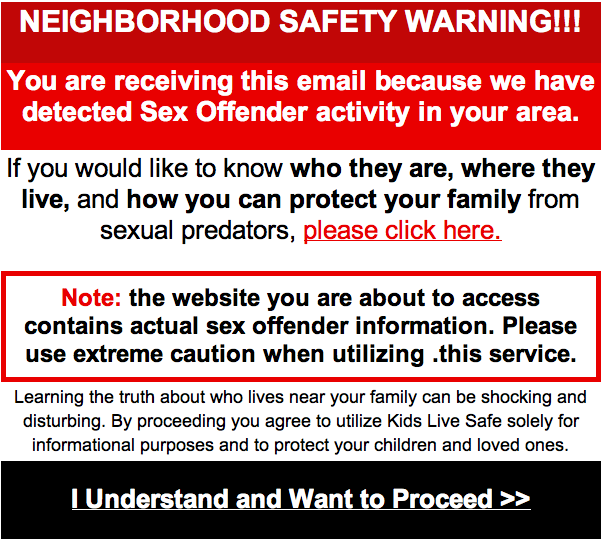 NEIGHBORHOOD SAFETY WARNING!!!
You are receiving this email because we have
detected Sex Offender activity in your area.
If you would like to know who they are, where they
live, and how you can protect your family from
sexual predators, please click here.
Note: the website you are about to access
contains actual sex offender information. Please
use extreme caution when utilizing .this service.
Learning the truth about who lives near your family can be shocking and
disturbing. By proceeding you agree to utilize Kids Live Safe solely for
informational purposes and to protect your children and loved ones.
I Understand and Want to Proceed >>